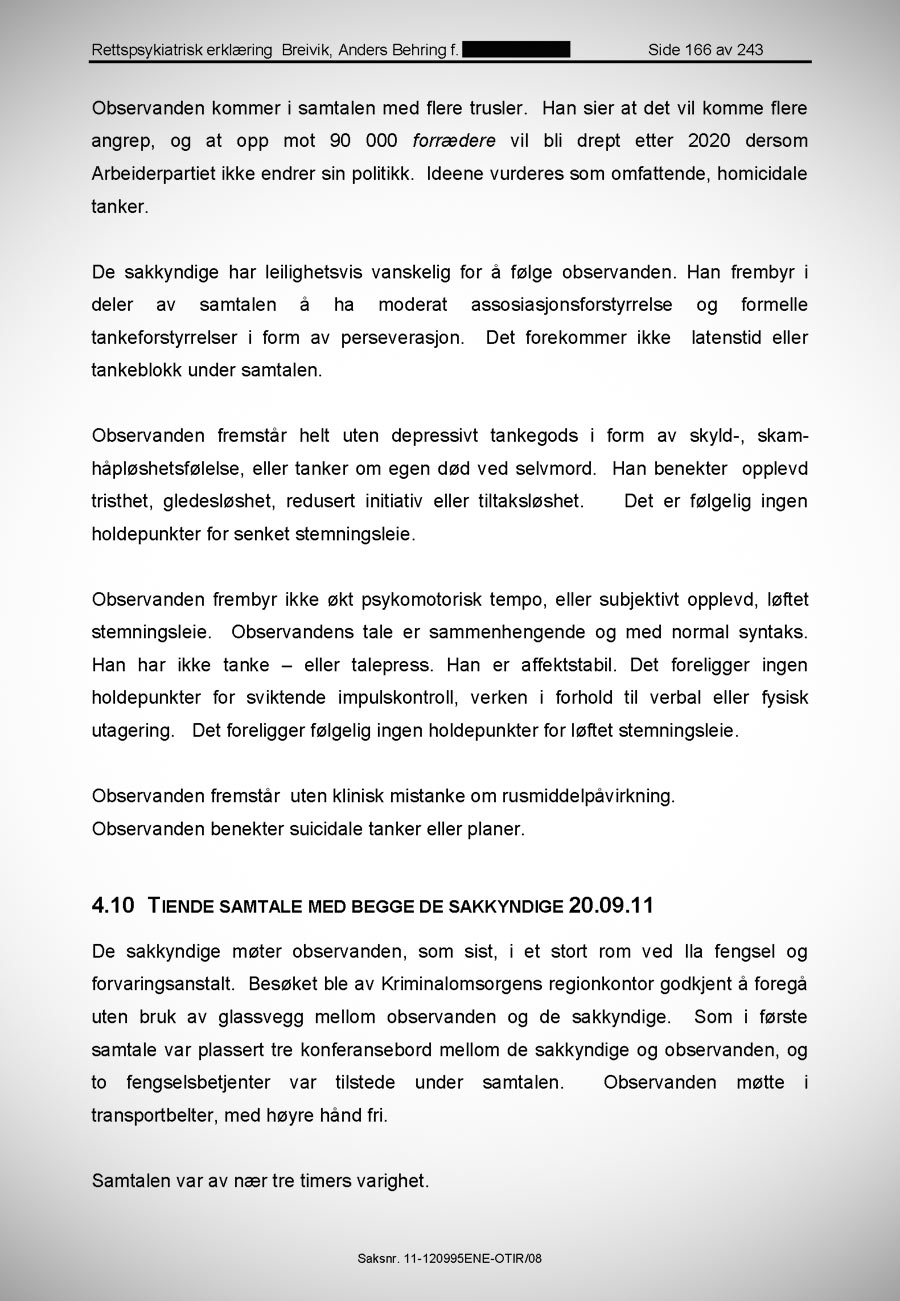 Rettspsykiatrisk erklæring Breivik, Anders Behring f. Side 166 av 243
Observanden kommer i samtalen med flere trusler. Han sier at det vil komme flere
angrep, og at opp mot 90 000 forrædere vil bli drept etter 2020 dersom
Arbeiderpartiet ikke endrer sin politikk. Ideene vurderes som omfattende, homicidale
tanker.
De sakkyndige har leilighetsvis vanskelig for å følge observanden. Han frembyr i
deler av samtalen å ha moderat assosiasjonsforstyrrelse og formelle
tankeforstyrrelser i form av perseverasjon. Det forekommer ikke latenstid eller
tankeblokk under samtalen.
Observanden fremstår helt uten depressivt tankegods i form av skyld-, skam-
håpløshetsfølelse, eller tanker om egen død ved selvmord. Han benekter opplevd
tristhet, gledesløshet, redusert initiativ eller tiltaksløshet. Det er følgelig ingen
holdepunkter for senket stemningsleie.
Observanden frembyr ikke økt psykomotorisk tempo, eller subjektivt opplevd, løftet
stemningsleie. Observandens tale er sammenhengende og med normal syntaks.
Han har ikke tanke – eller talepress. Han er affektstabil. Det foreligger ingen
holdepunkter for sviktende impulskontroll, verken i forhold til verbal eller fysisk
utagering. Det foreligger følgelig ingen holdepunkter for løftet stemningsleie.
Observanden fremstår uten klinisk mistanke om rusmiddelpåvirkning.
Observanden benekter suicidale tanker eller planer.
4.10 TIENDE SAMTALE MED BEGGE DE SAKKYNDIGE 20.09.11
De sakkyndige møter observanden, som sist, i et stort rom ved Ila fengsel og
forvaringsanstalt. Besøket ble av Kriminalomsorgens regionkontor godkjent å foregå
uten bruk av glassvegg mellom observanden og de sakkyndige. Som i første
samtale var plassert tre konferansebord mellom de sakkyndige og observanden, og
to fengselsbetjenter var tilstede under samtalen. Observanden møtte i
transportbelter, med høyre hånd fri.
Samtalen var av nær tre timers varighet.
Saksnr. 11-120995ENE-OTIR/08